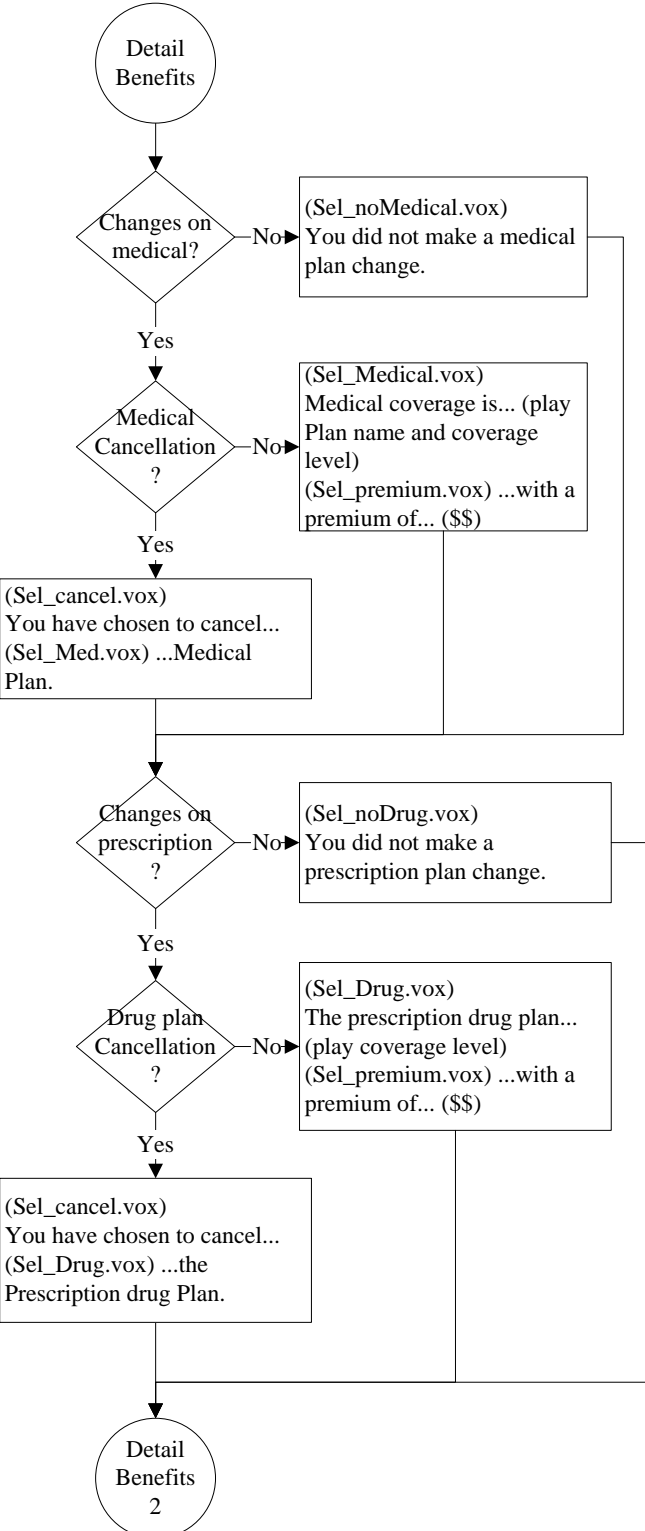 Detail
Benefits
Changes on
medical?
No
(Sel_noMedical.vox)
You did not make a medical
plan change.
Yes
Medical
Cancellation
?
No
(Sel_Medical.vox)
Medical coverage is... (play
Plan name and coverage
level)
(Sel_premium.vox) ...with a
premium of... ($$)
Yes
(Sel_cancel.vox)
You have chosen to cancel...
(Sel_Med.vox) ...Medical
Plan.
Changes on
prescription
?
No
(Sel_noDrug.vox)
You did not make a
prescription plan change.
Yes
Drug plan
Cancellation
?
No
(Sel_Drug.vox)
The prescription drug plan...
(play coverage level)
(Sel_premium.vox) ...with a
premium of... ($$)
Yes
(Sel_cancel.vox)
You have chosen to cancel...
(Sel_Drug.vox) ...the
Prescription drug Plan.
Detail
Benefits
2